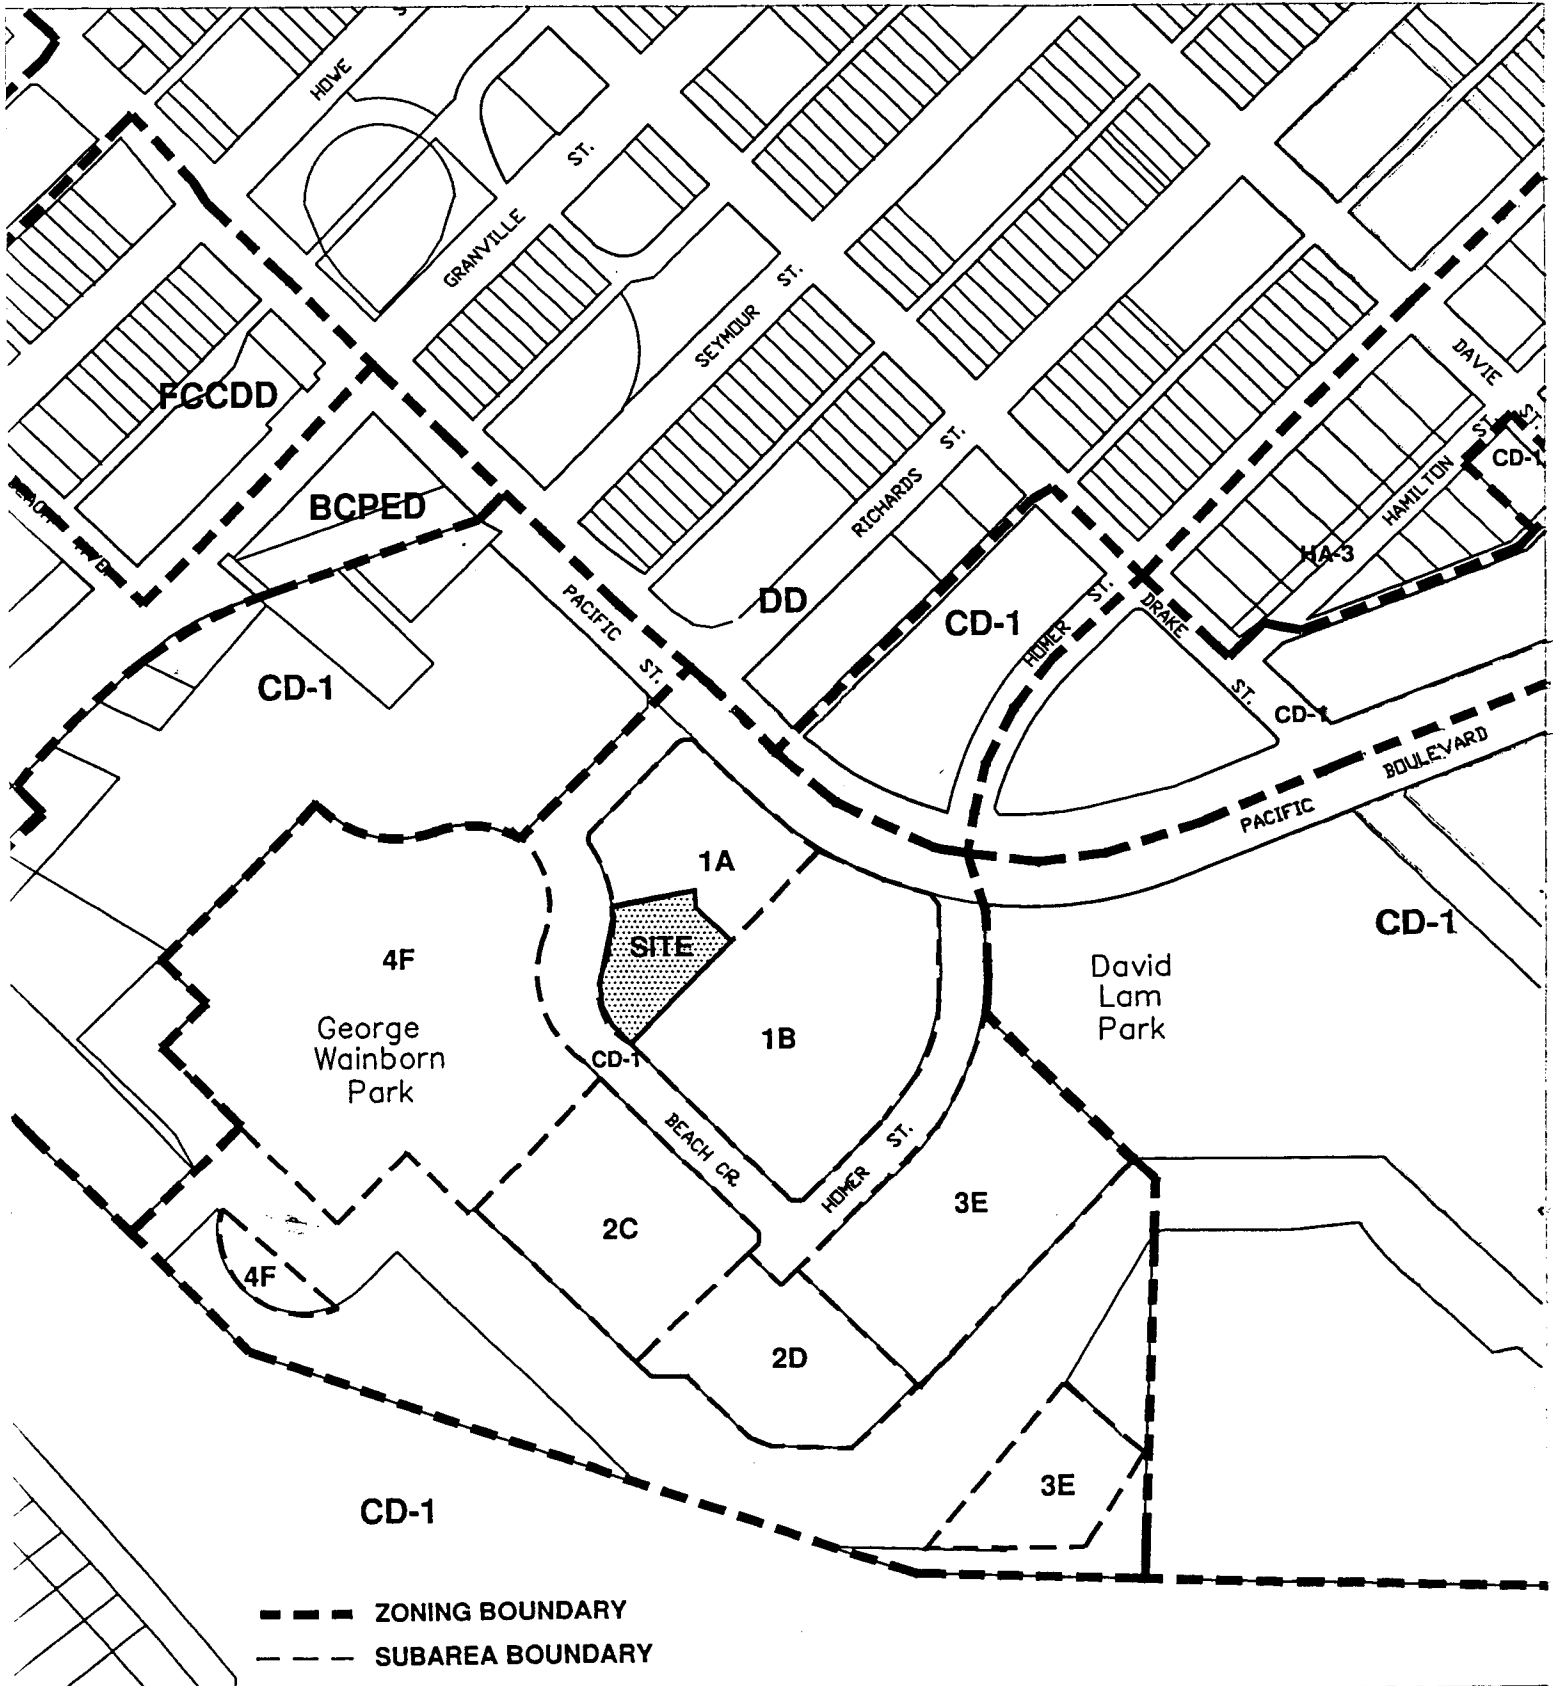 HOWE
ST.
GRANVILLE
SEYMOUR ST.
DAVIE
ST.
FCCDD
RICHARDS ST.
HAMILTON
CD-1
BCPED
HA-3
PACIFIC
ST.
DD
CD-1
HOMER ST.
DRAKE
ST.
CD-1
CD-1
PACIFIC
BOULEVARD
1A
CD-1
SITE
4F
David
Lam
Park
George
Wainborn
Park
1B
CD-1
BEACH CR.
HOMER ST.
3E
2C
4F
2D
3E
CD-1
ZONING BOUNDARY
SUBAREA BOUNDARY